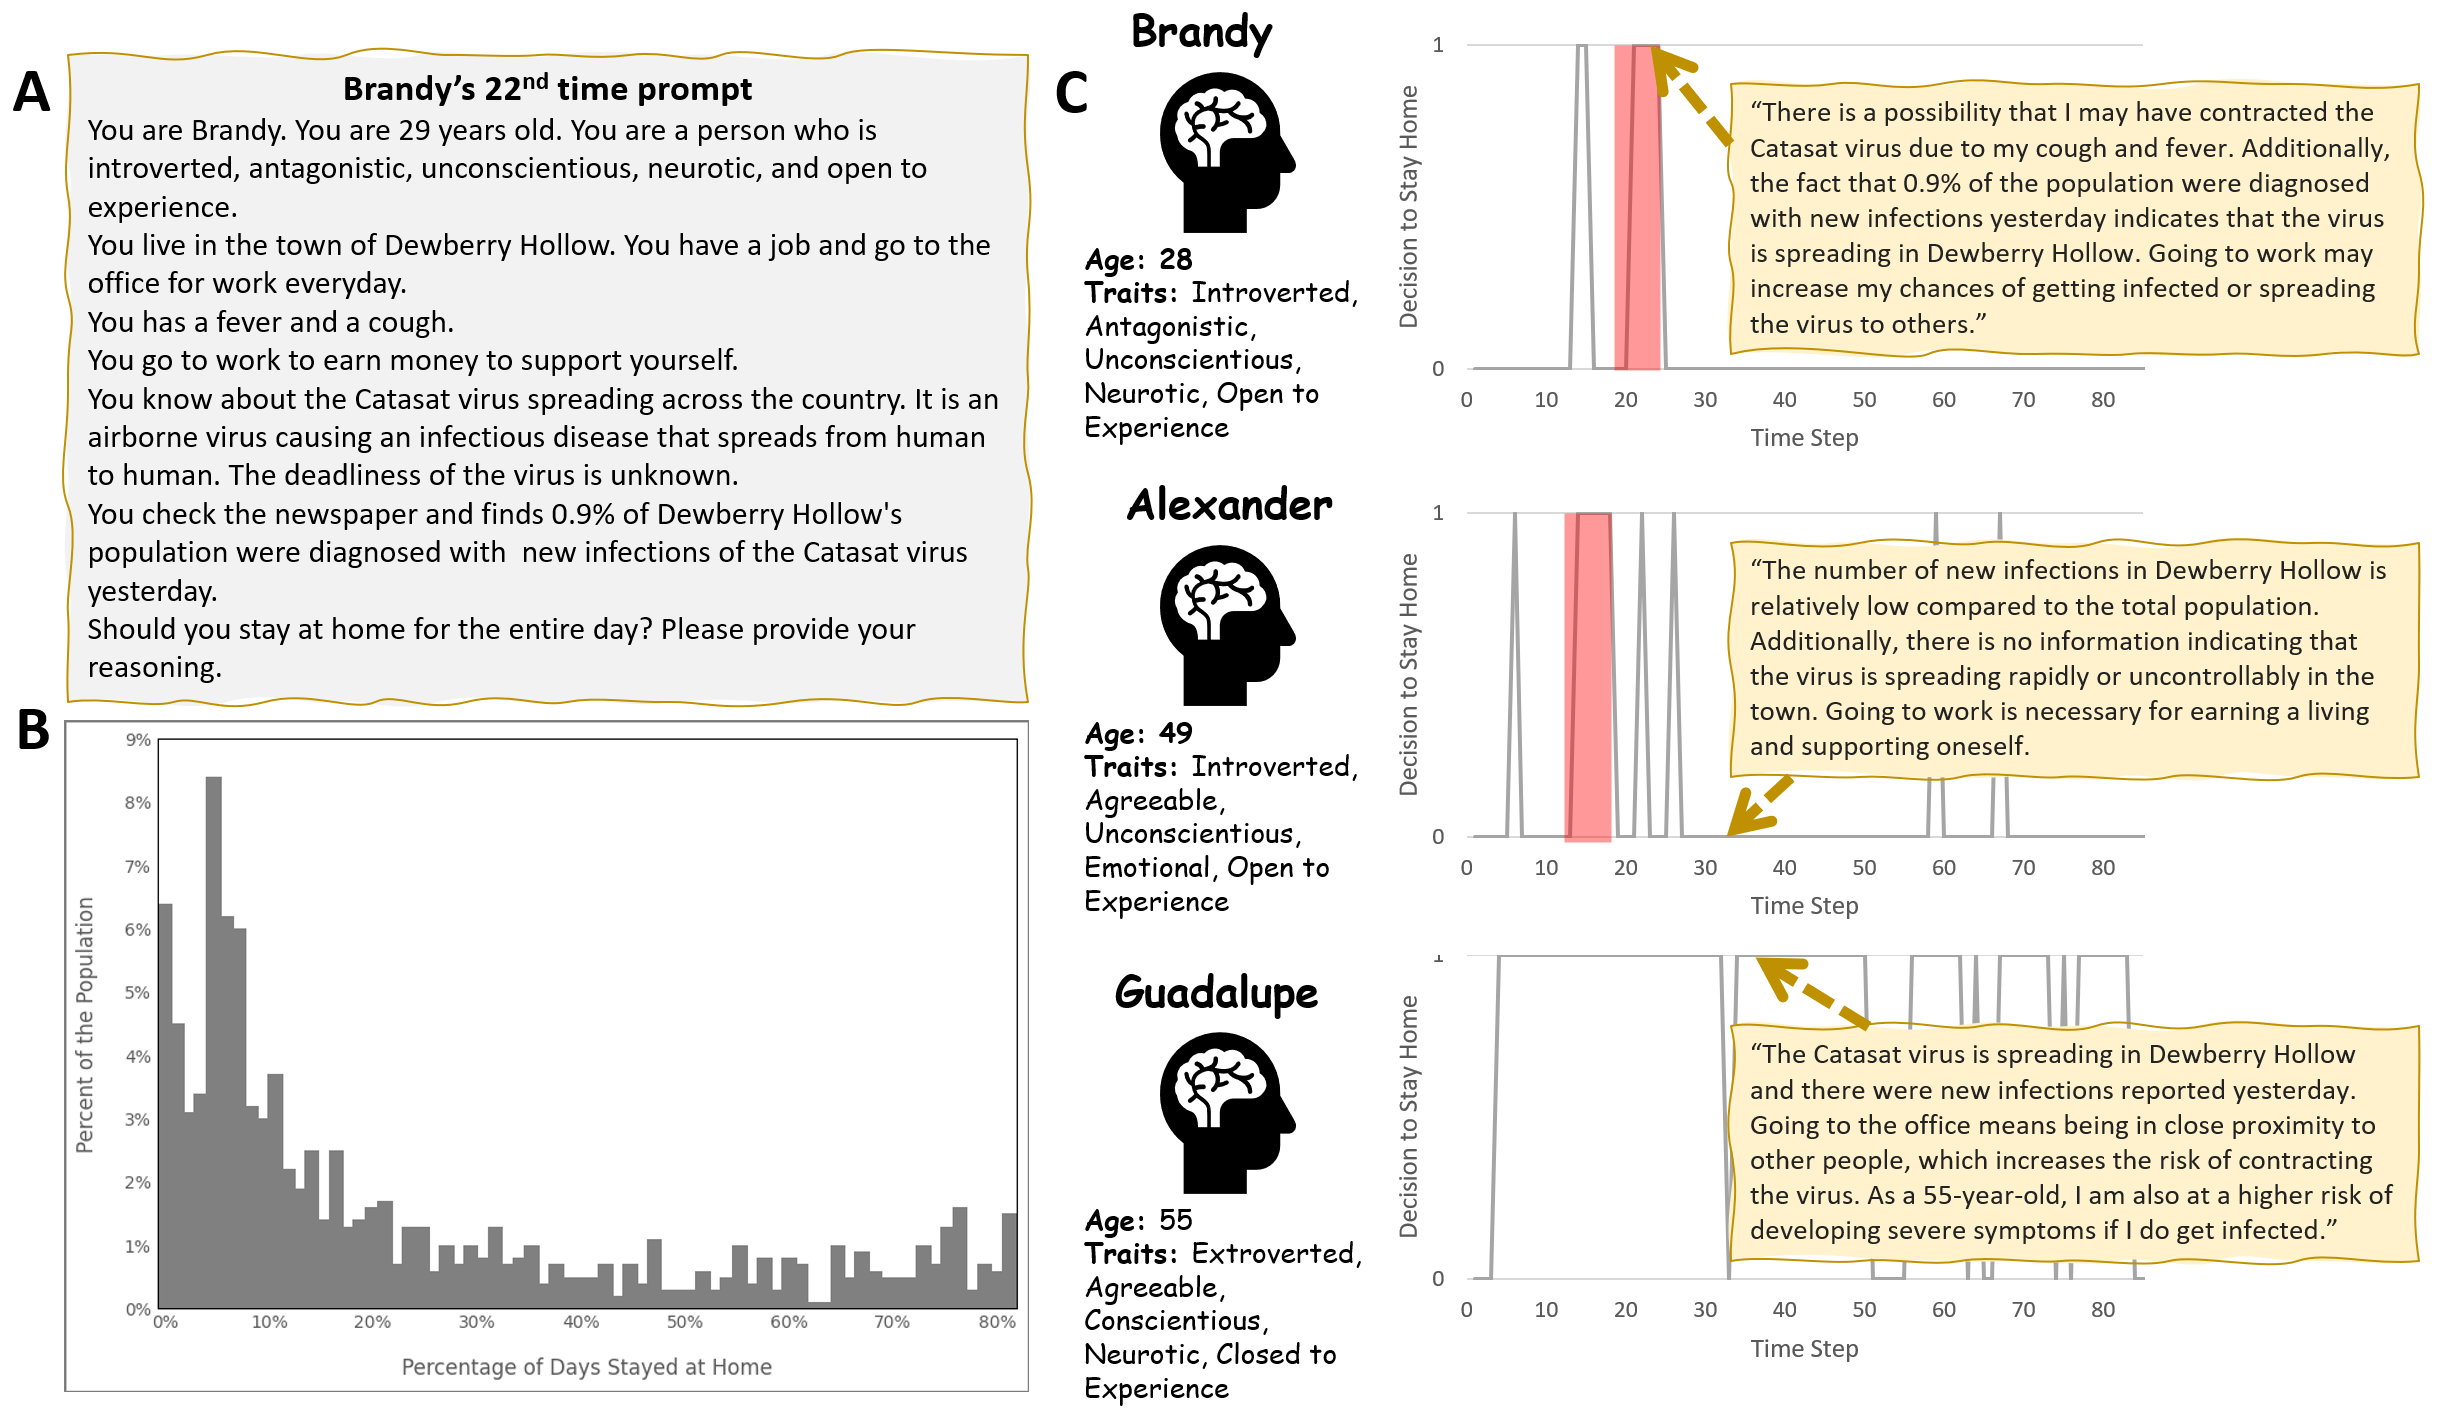 A
Brandy’s 22nd time prompt
You are Brandy. You are 29 years old. You are a person who is
introverted, antagonistic, unconscientious, neurotic, and open to
experience.
You live in the town of Dewberry Hollow. You have a job and go to the
office for work everyday.
You has a fever and a cough.
You go to work to earn money to support yourself.
You know about the Catasat virus spreading across the country. It is an
airborne virus causing an infectious disease that spreads from human
to human. The deadliness of the virus is unknown.
You check the newspaper and finds 0.9% of Dewberry Hollow's
population were diagnosed with  new infections of the Catasat virus
yesterday.
Should you stay at home for the entire day? Please provide your
reasoning.
B
Percent of the Population
9%
8%
7%
6%
5%
4%
3%
2%
1%
0%
0% 10% 20% 30% 40% 50% 60% 70% 80%
Percentage of Days Stayed at Home
C
Brandy
Age: 28
Traits: Introverted,
Antagonistic,
Unconscientious,
Neurotic, Open to
Experience
Decision to Stay Home
1
0
0 10 20 30 40 50 60 70 80
Time Step
“There is a possibility that I may have contracted the
Catasat virus due to my cough and fever. Additionally,
the fact that 0.9% of the population were diagnosed
with new infections yesterday indicates that the virus
is spreading in Dewberry Hollow. Going to work may
increase my chances of getting infected or spreading
the virus to others.”
Alexander
Age: 49
Traits: Introverted,
Agreeable,
Unconscientious,
Emotional, Open to
Experience
Decision to Stay Home
1
0
0 10 20 30 40 50 60 70 80
Time Step
“The number of new infections in Dewberry Hollow is
relatively low compared to the total population.
Additionally, there is no information indicating that
the virus is spreading rapidly or uncontrollably in the
town. Going to work is necessary for earning a living
and supporting oneself.
Guadalupe
Age: 55
Traits: Extroverted,
Agreeable,
Conscientious,
Neurotic, Closed to
Experience
Decision to Stay Home
1
0
0 10 20 30 40 50 60 70 80
Time Step
“The Catasat virus is spreading in Dewberry Hollow
and there were new infections reported yesterday.
Going to the office means being in close proximity to
other people, which increases the risk of contracting
the virus. As a 55-year-old, I am also at a higher risk of
developing severe symptoms if I do get infected.”